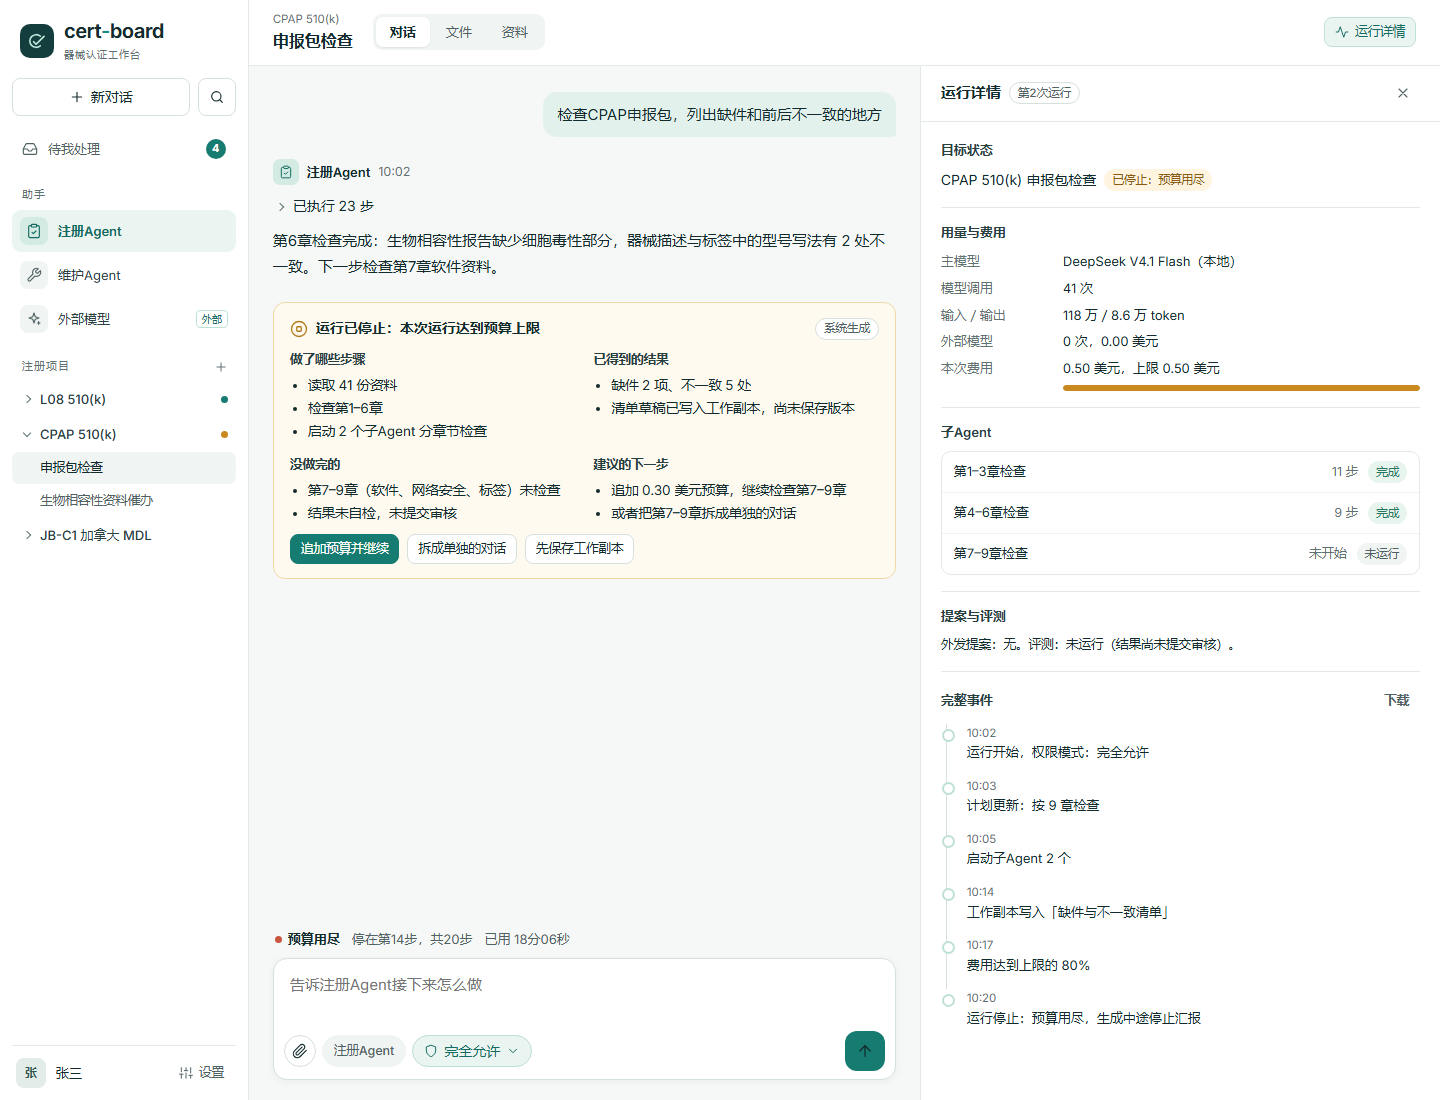 cert-board
器械认证工作台
新对话
待我处理
4
助手
注册Agent
维护Agent
外部模型
外部
注册项目
L08 510(k)
CPAP 510(k)
申报包检查
生物相容性资料催办
JB-C1 加拿大 MDL
张
张三
设置
CPAP 510(k)
申报包检查
对话
文件
资料
运行详情
检查CPAP申报包，列出缺件和前后不一致的地方
注册Agent 10:02
已执行 23 步
第6章检查完成：生物相容性报告缺少细胞毒性部分，器械描述与标签中的型号写法有 2 处不
一致。下一步检查第7章软件资料。
运行已停止：本次运行达到预算上限
系统生成
做了哪些步骤
读取 41 份资料
检查第1–6章
启动 2 个子Agent 分章节检查
已得到的结果
缺件 2 项、不一致 5 处
清单草稿已写入工作副本，尚未保存版本
没做完的
第7–9章（软件、网络安全、标签）未检查
结果未自检，未提交审核
建议的下一步
追加 0.30 美元预算，继续检查第7–9章
或者把第7–9章拆成单独的对话
追加预算并继续
拆成单独的对话
先保存工作副本
预算用尽 停在第14步，共20步 已用 18分06秒
告诉注册Agent接下来怎么做
注册Agent
完全允许
运行详情
第2次运行
目标状态
CPAP 510(k) 申报包检查
已停止：预算用尽
用量与费用
主模型 DeepSeek V4.1 Flash（本地）
模型调用 41 次
输入 / 输出 118 万 / 8.6 万 token
外部模型 0 次，0.00 美元
本次费用 0.50 美元，上限 0.50 美元
子Agent
第1–3章检查 11 步 完成
第4–6章检查 9 步 完成
第7–9章检查 未开始 未运行
提案与评测
外发提案：无。评测：未运行（结果尚未提交审核）。
完整事件
下载
10:02
运行开始，权限模式：完全允许
10:03
计划更新：按 9 章检查
10:05
启动子Agent 2 个
10:14
工作副本写入「缺件与不一致清单」
10:17
费用达到上限的 80%
10:20
运行停止：预算用尽，生成中途停止汇报